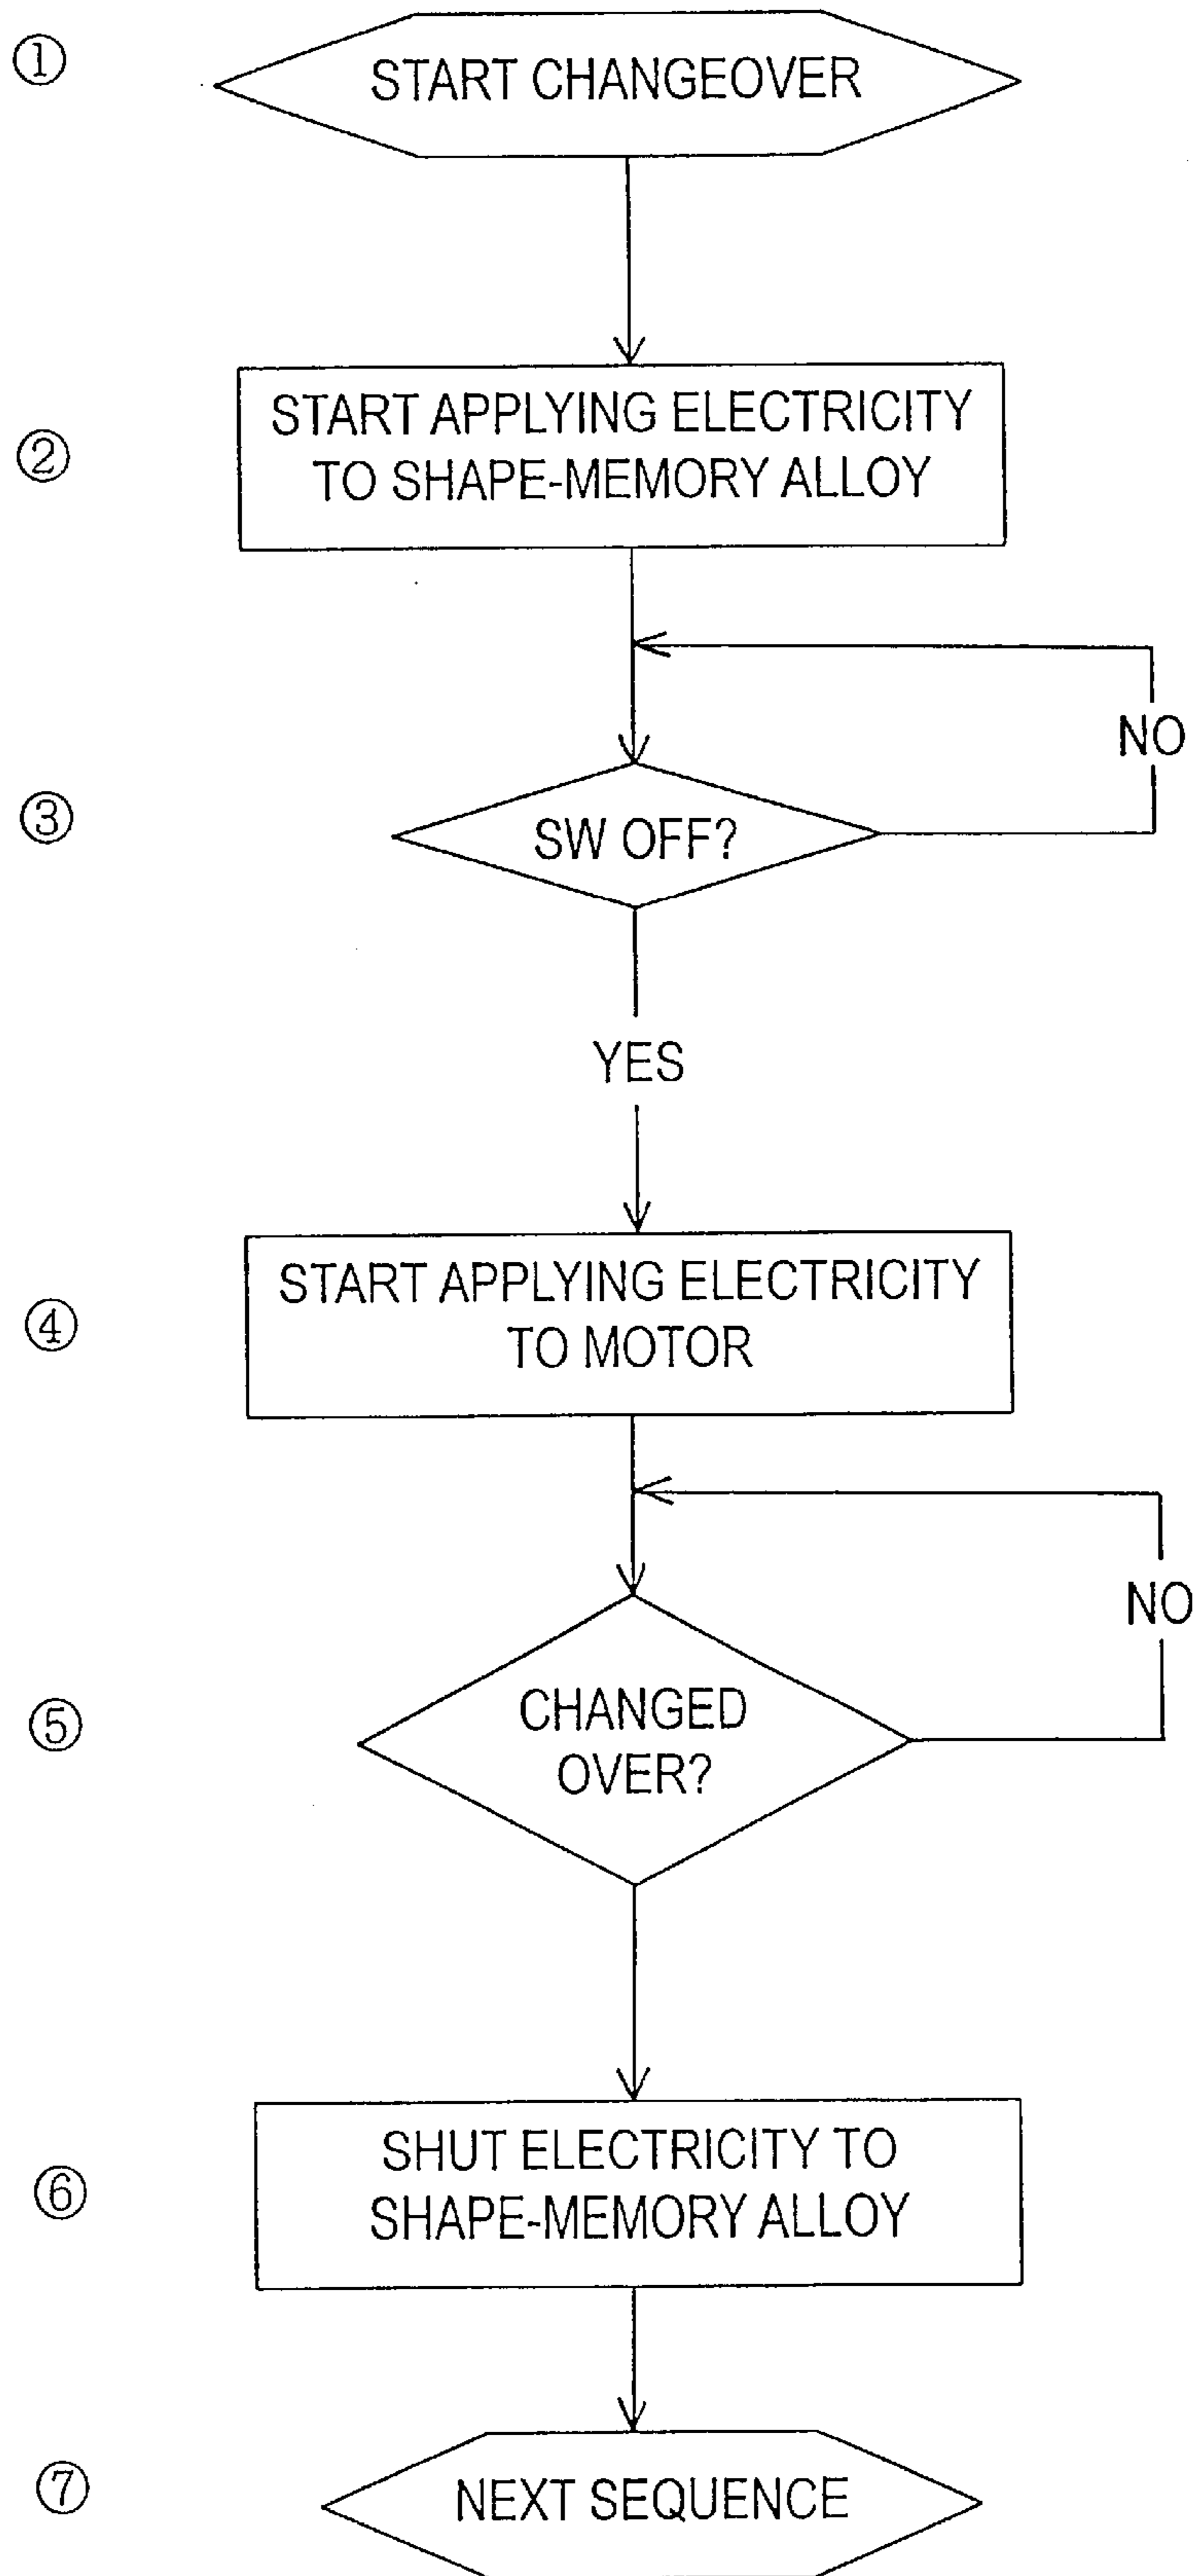 ①
START CHANGEOVER
②
START APPLYING ELECTRICITY
TO SHAPE-MEMORY ALLOY
NO
③
SW OFF?
YES
④
START APPLYING ELECTRICITY
TO MOTOR
NO
⑤
CHANGED
OVER?
⑥
SHUT ELECTRICITY TO
SHAPE-MEMORY ALLOY
⑦
NEXT SEQUENCE